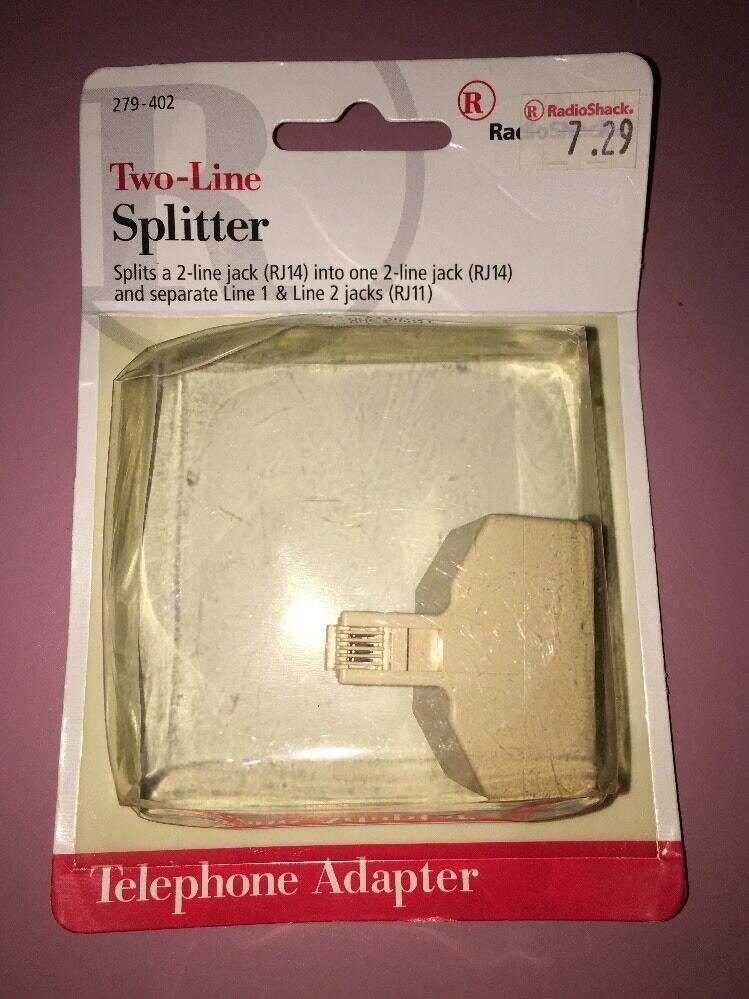 279-402
R
R RadioShack.
Rad
7.29
Two-Line
Splitter
Splits a 2-line jack (RJ14) into one 2-line jack (RJ14)
and separate Line 1 & Line 2 jacks (RJ11)
Telephone Adapter